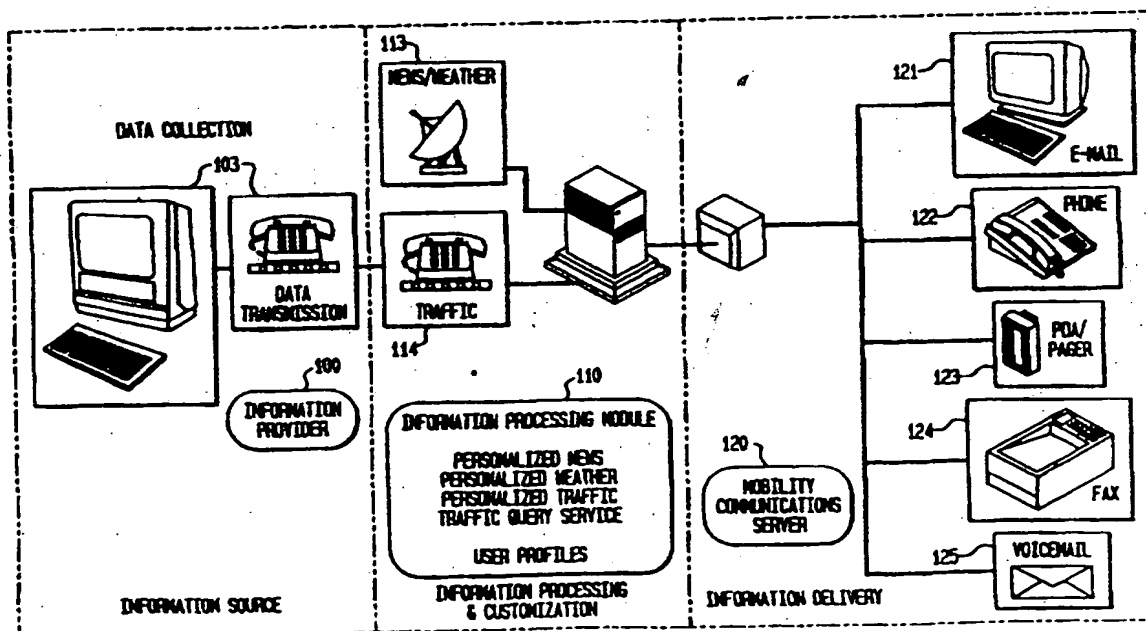 DATA COLLECTION
103
DATA
TRANSMISSION
100
INFORMATION
PROVIDER
INFORMATION SOURCE
113
NEWS/WEATHER
TRAFFIC
114
110
INFORMATION PROCESSING MODULE
PERSONALIZED NEWS
PERSONALIZED WEATHER
PERSONALIZED TRAFFIC
TRAFFIC QUERY SERVICE
USER PROFILES
INFORMATION PROCESSING
& CUSTOMIZATION
120
MOBILITY
COMMUNICATIONS
SERVER
INFORMATION DELIVERY
121
E-MAIL
122
PHONE
PDA/
PAGER
123
124
FAX
125
VOICEMAIL